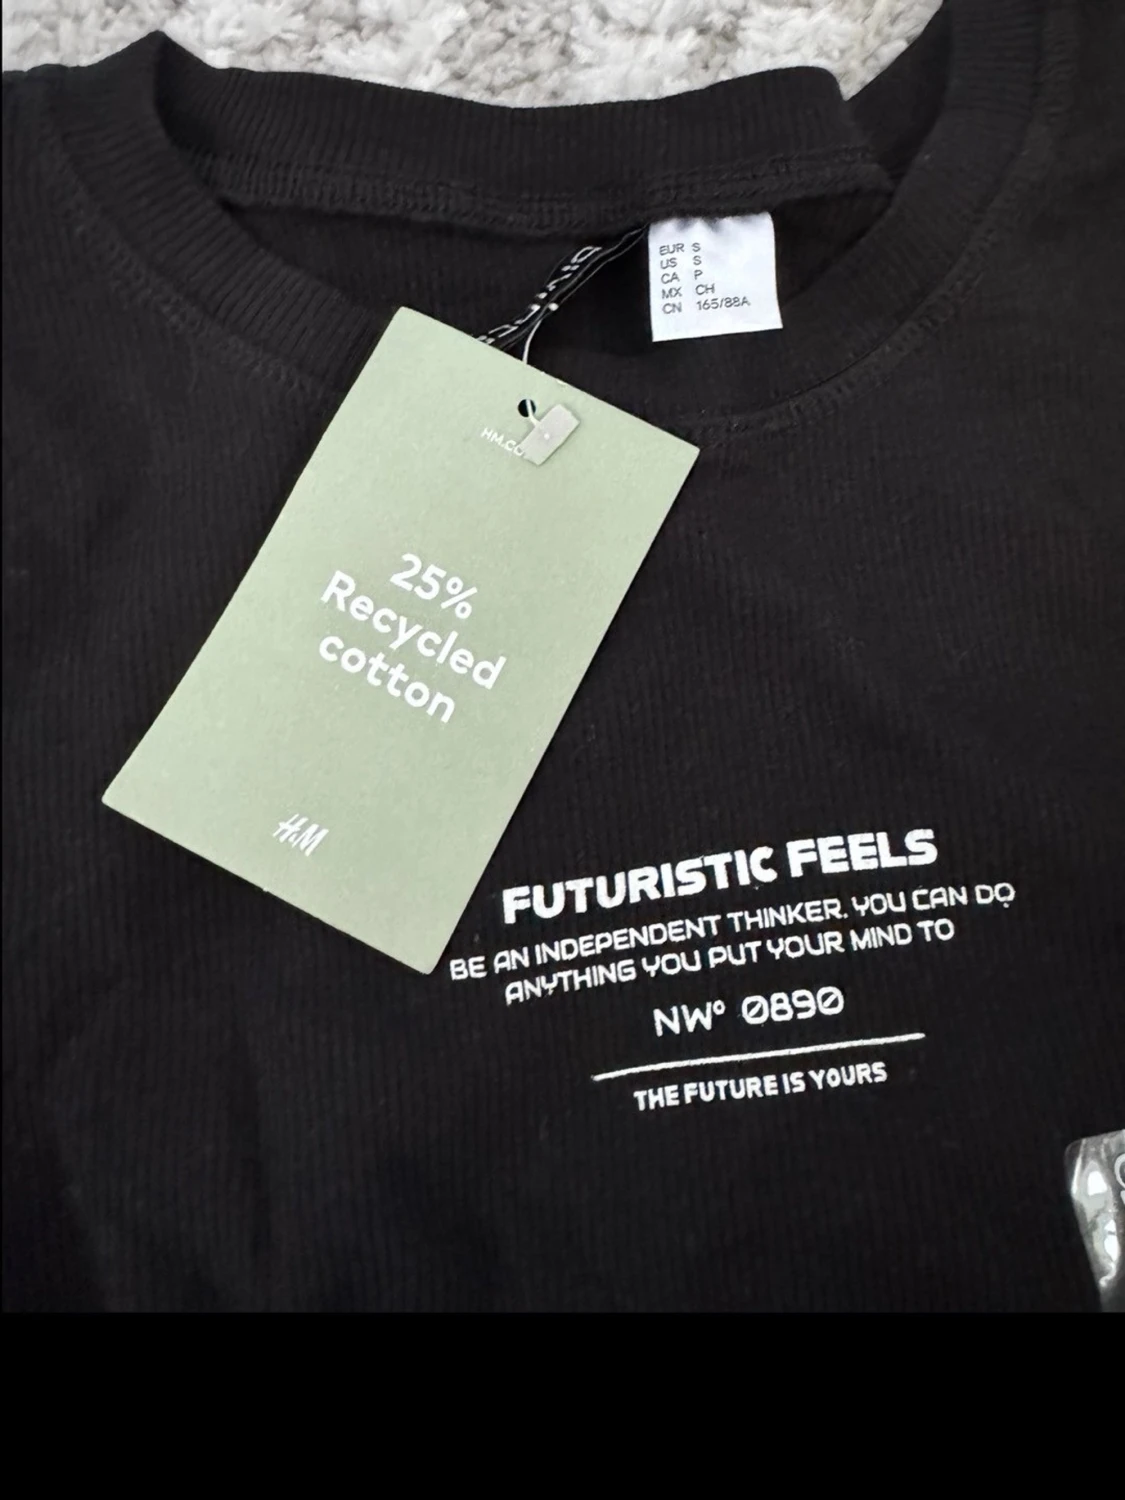 EUR S
US S
CA P
MX CH
CN 165/88A
25%
Recycled
cotton
H&M
FUTURISTIC FEELS
BE AN INDEPENDENT THINKER. YOU CAN DO
ANYTHING YOU PUT YOUR MIND TO
NWº 0890
THE FUTURE IS YOURS